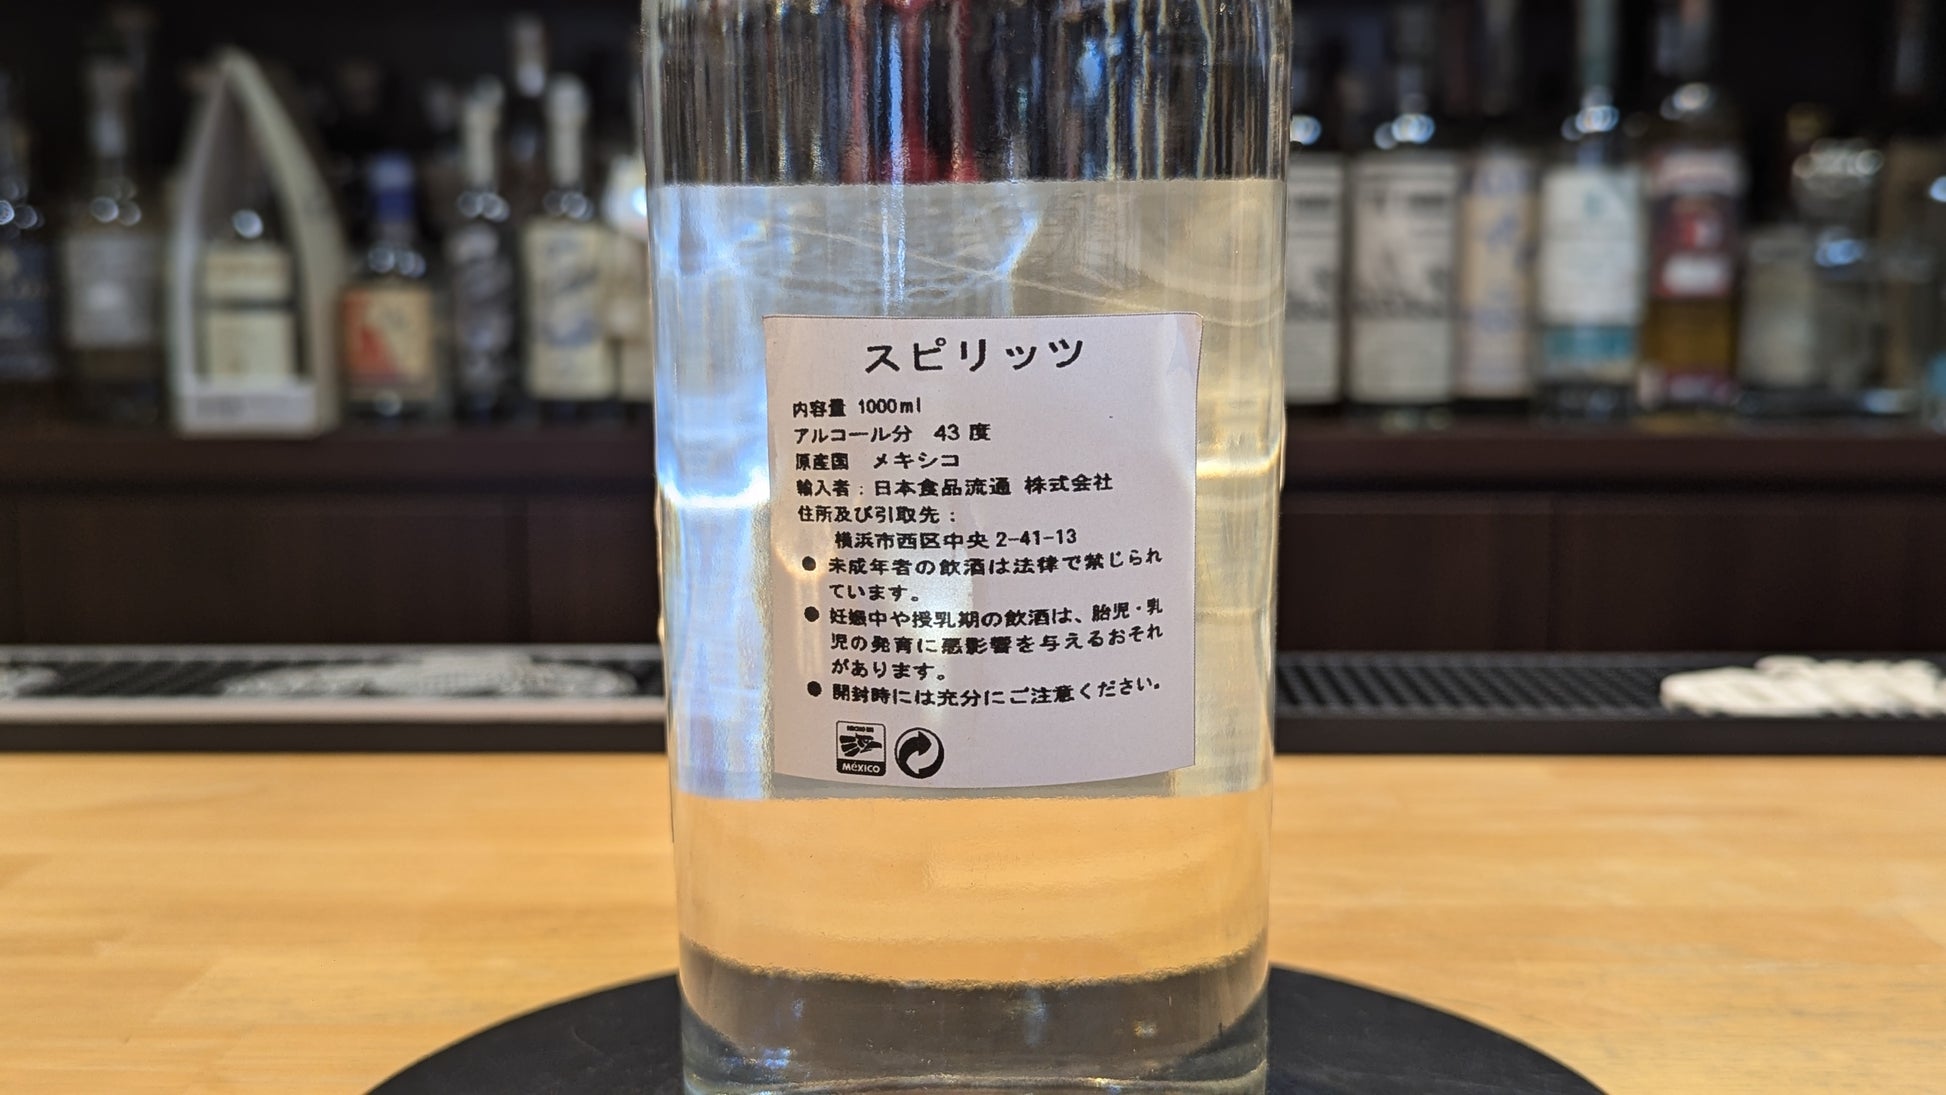 スピリッツ
内容量 1000ml
アルコール分 43 度
原産国 メキシコ
輸入者：日本食品流通 株式会社
住所及び引取先：
横浜市西区中央 2-41-13
● 未成年者の飲酒は法律で禁じられ
ています。
● 妊娠中や授乳期の飲酒は、胎児・乳
児の発育に悪影響を与えるおそれ
があります。
● 開封時には充分にご注意ください。
HECHO EN
MéXICO